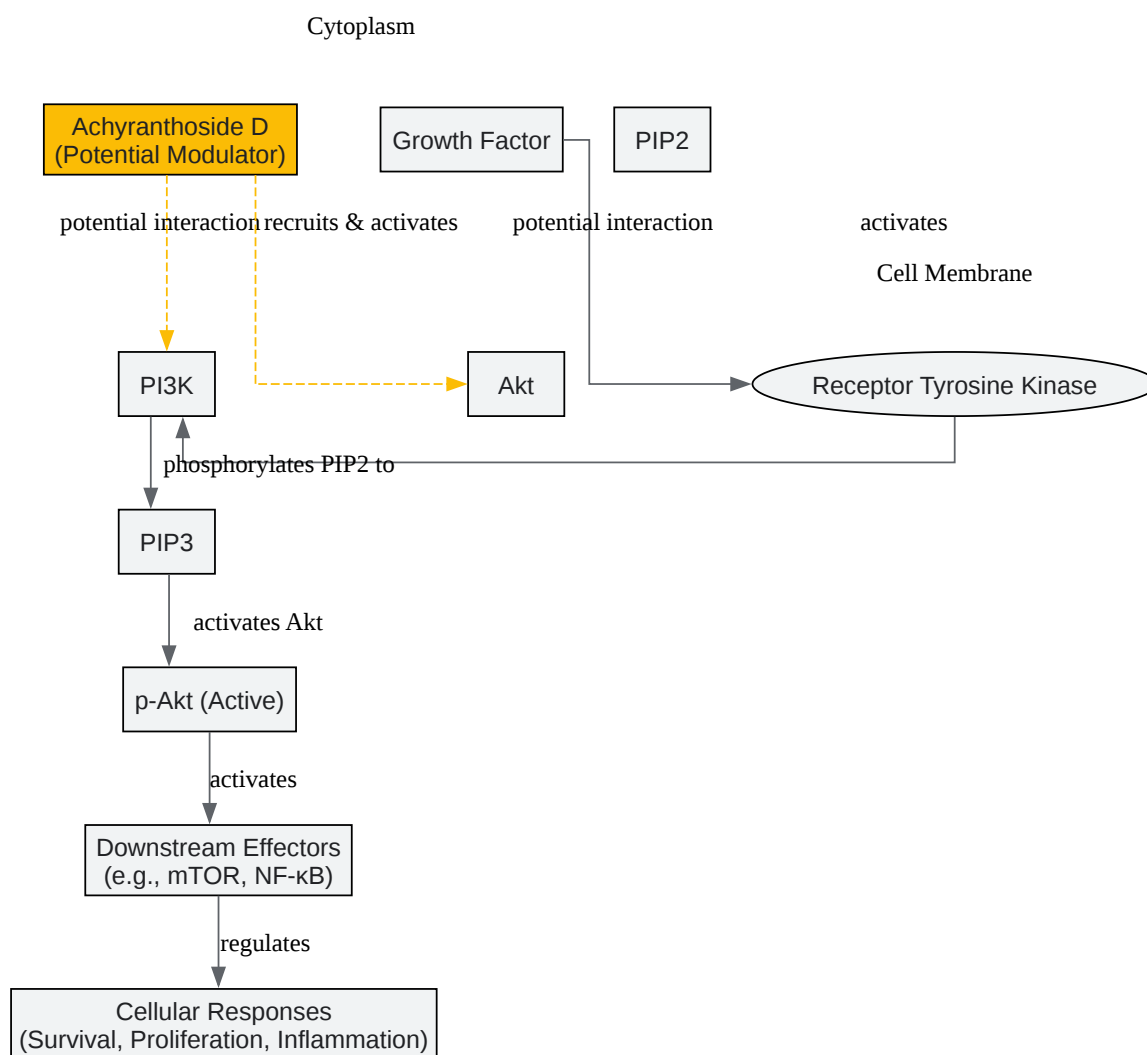 Cytoplasm
Achyranthoside D
(Potential Modulator)
Growth Factor
PIP2
potential interaction
recruits & activates
potential interaction
activates
Cell Membrane
PI3K
Akt
Receptor Tyrosine Kinase
phosphorylates PIP2 to
PIP3
activates Akt
p-Akt (Active)
activates
Downstream Effectors
(e.g., mTOR, NF-κB)
regulates
Cellular Responses
(Survival, Proliferation, Inflammation)